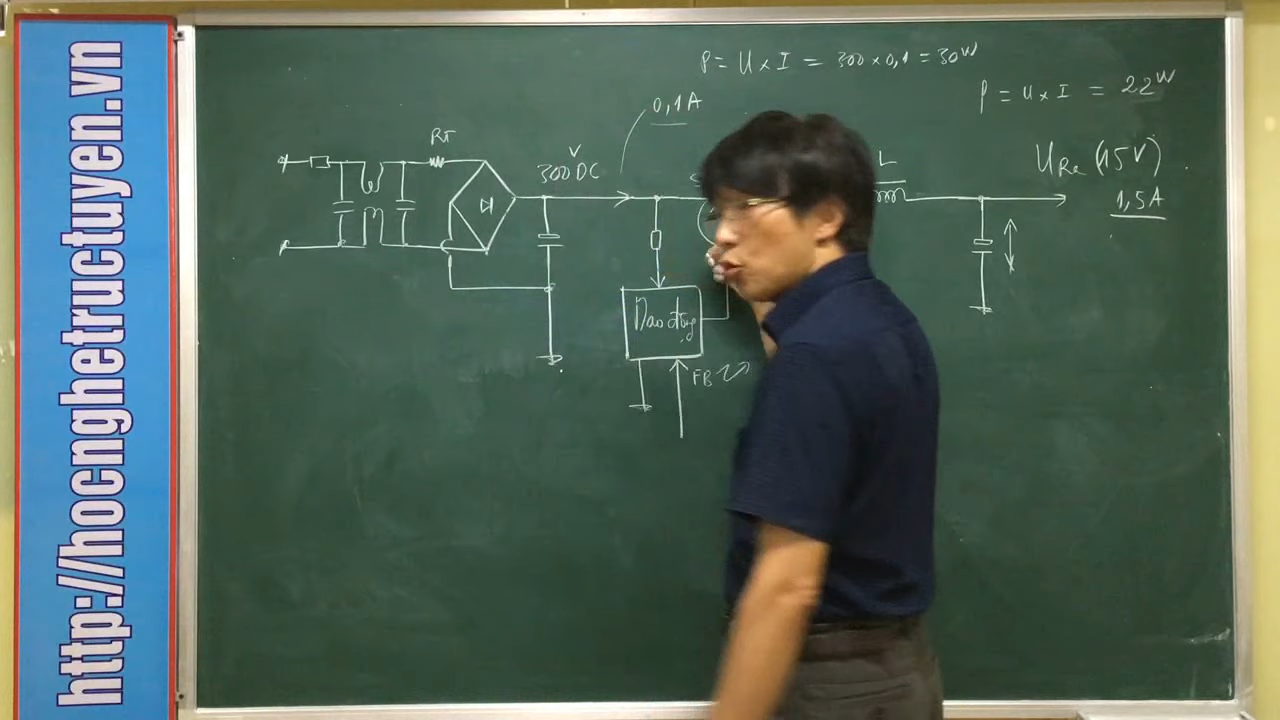 http://hocnghetructuyen.vn
P = U x I = 300 x 0,1 = 30W
P = U x I = 22W
0,1A
RT
300 V DC
L
URa (15V)
1,5A
Dao động
FB